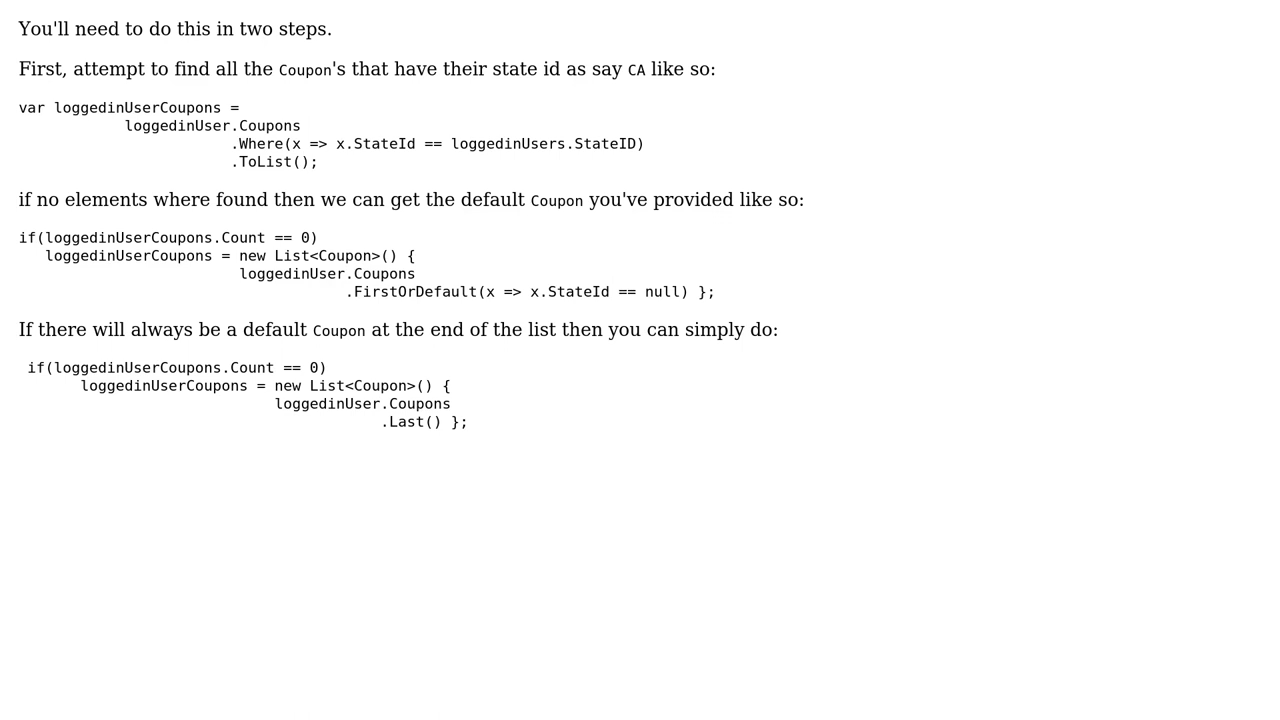 You'll need to do this in two steps.
First, attempt to find all the Coupon's that have their state id as say CA like so:
var loggedinUserCoupons =
            loggedinUser.Coupons
                        .Where(x => x.StateId == loggedinUsers.StateID)
                        .ToList();
if no elements where found then we can get the default Coupon you've provided like so:
if(loggedinUserCoupons.Count == 0)
   loggedinUserCoupons = new List<Coupon>() {
                         loggedinUser.Coupons
                                     .FirstOrDefault(x => x.StateId == null) };
If there will always be a default Coupon at the end of the list then you can simply do:
 if(loggedinUserCoupons.Count == 0)
       loggedinUserCoupons = new List<Coupon>() {
                             loggedinUser.Coupons
                                         .Last() };